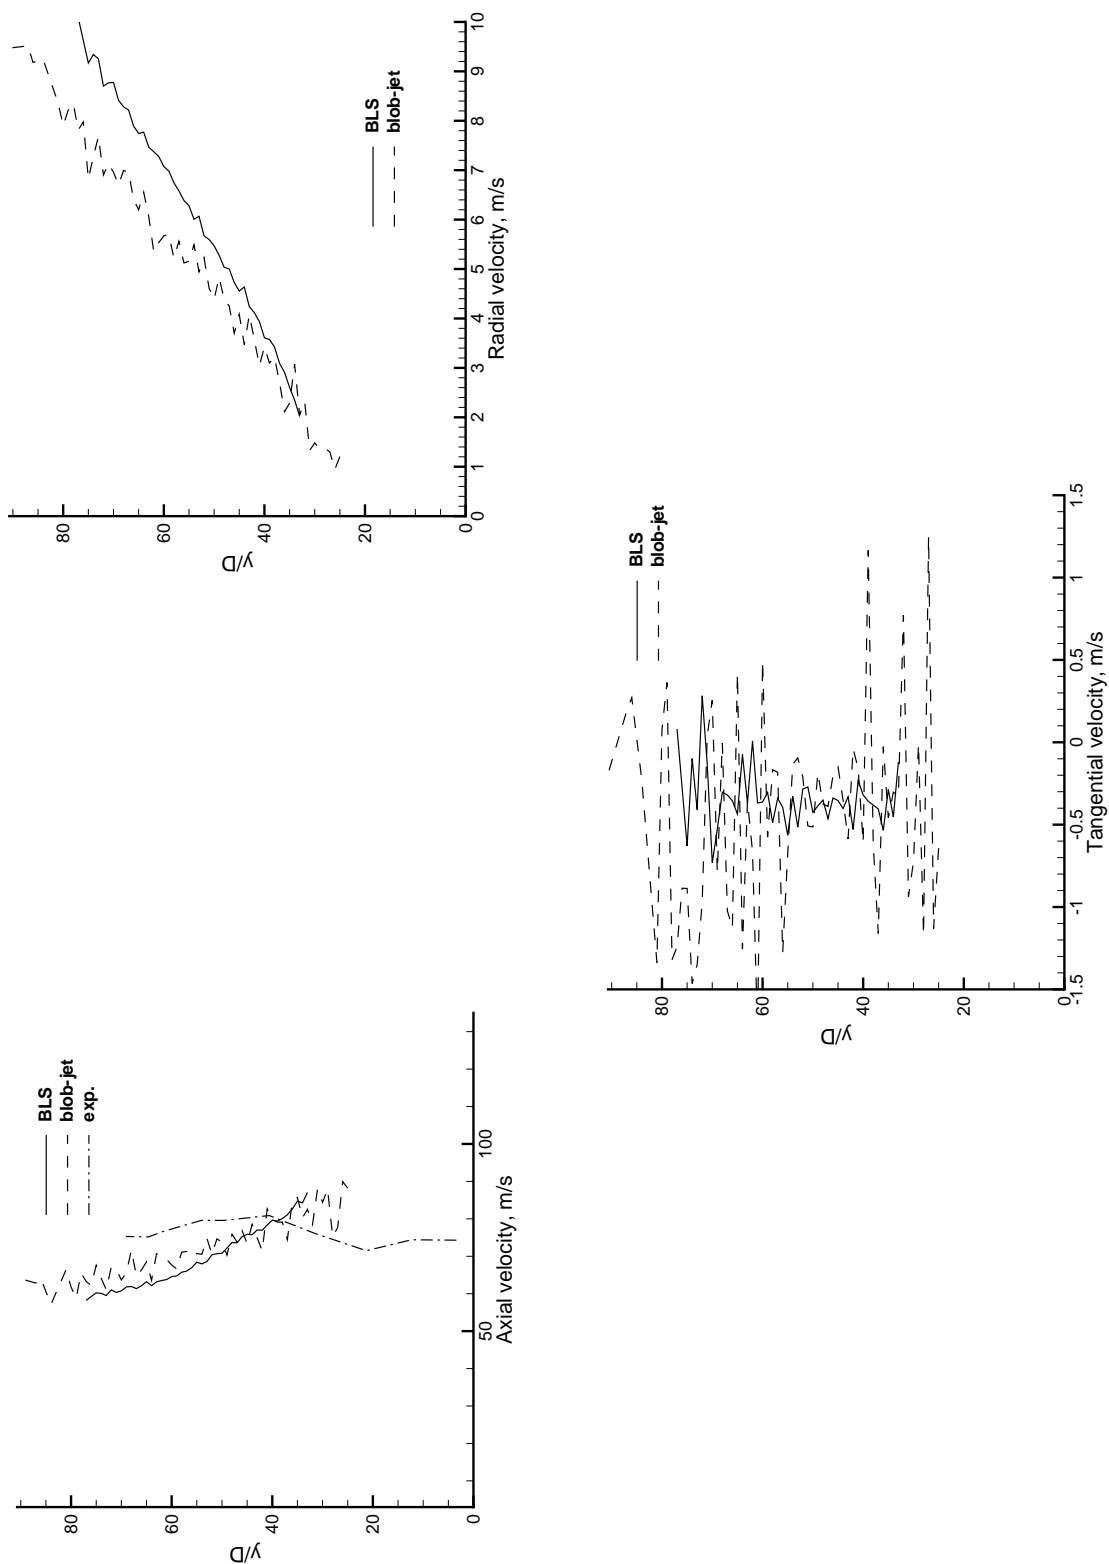 BLS
blob-jet
exp.
80
60
y/D
40
20
50 100
Axial velocity, m/s
80
60
y/D
40
20
0
BLS
blob-jet
0 1 2 3 4 5 6 7 8 9 10
Radial velocity, m/s
BLS
blob-jet
80
60
y/D
40
20
0
-1.5 -1 -0.5 0 0.5 1 1.5
Tangential velocity, m/s